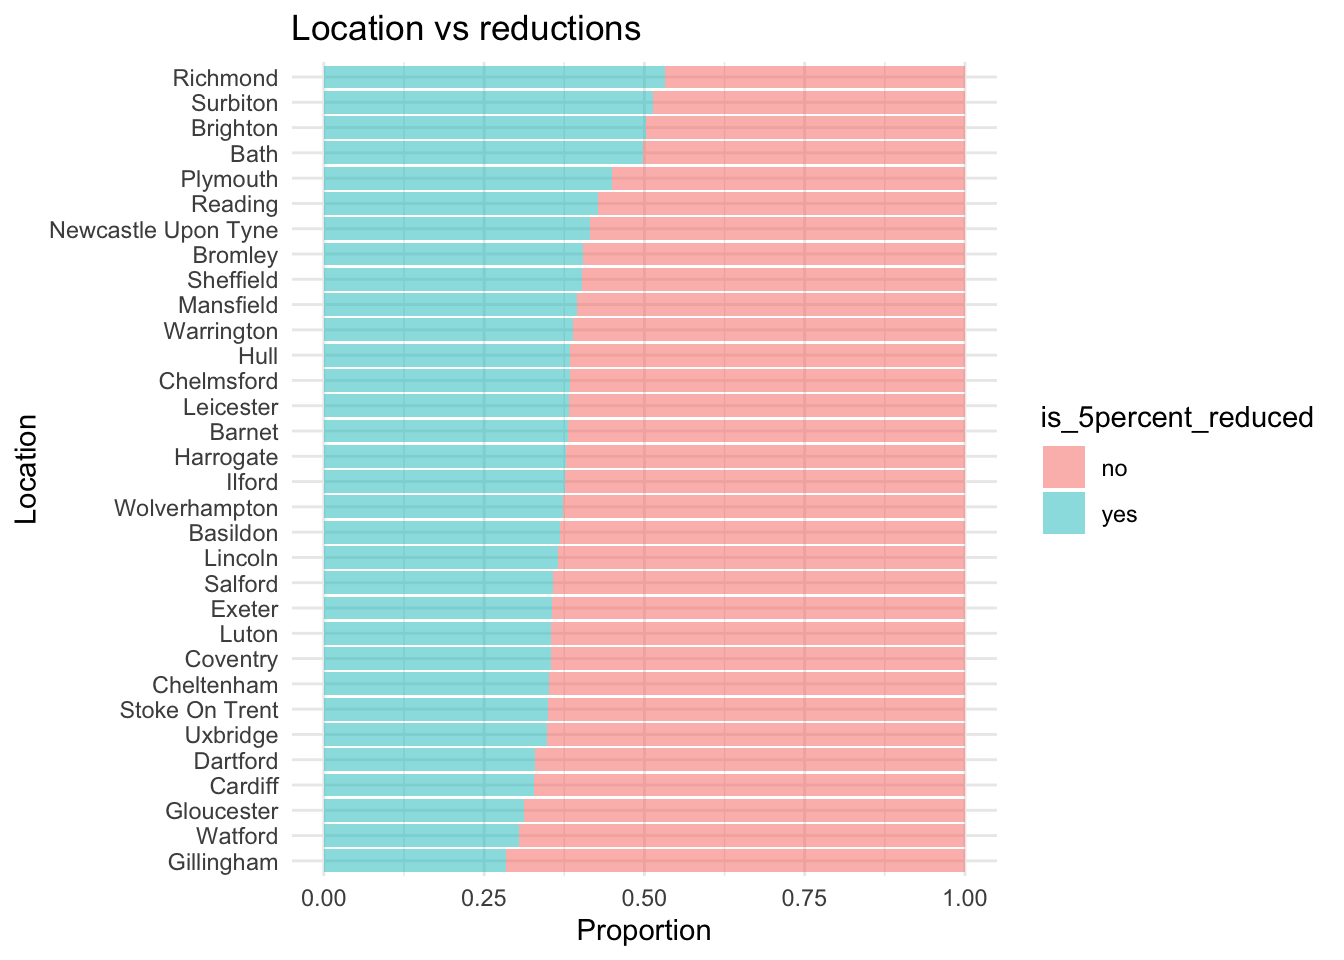 Location vs reductions
Richmond
Surbiton
Brighton
Bath
Plymouth
Reading
Newcastle Upon Tyne
Bromley
Sheffield
Mansfield
Warrington
Hull
Chelmsford
Leicester
Barnet
Harrogate
Ilford
Wolverhampton
Basildon
Lincoln
Salford
Exeter
Luton
Coventry
Cheltenham
Stoke On Trent
Uxbridge
Dartford
Cardiff
Gloucester
Watford
Gillingham
Location
0.00 0.25 0.50 0.75 1.00
Proportion
is_5percent_reduced
no
yes